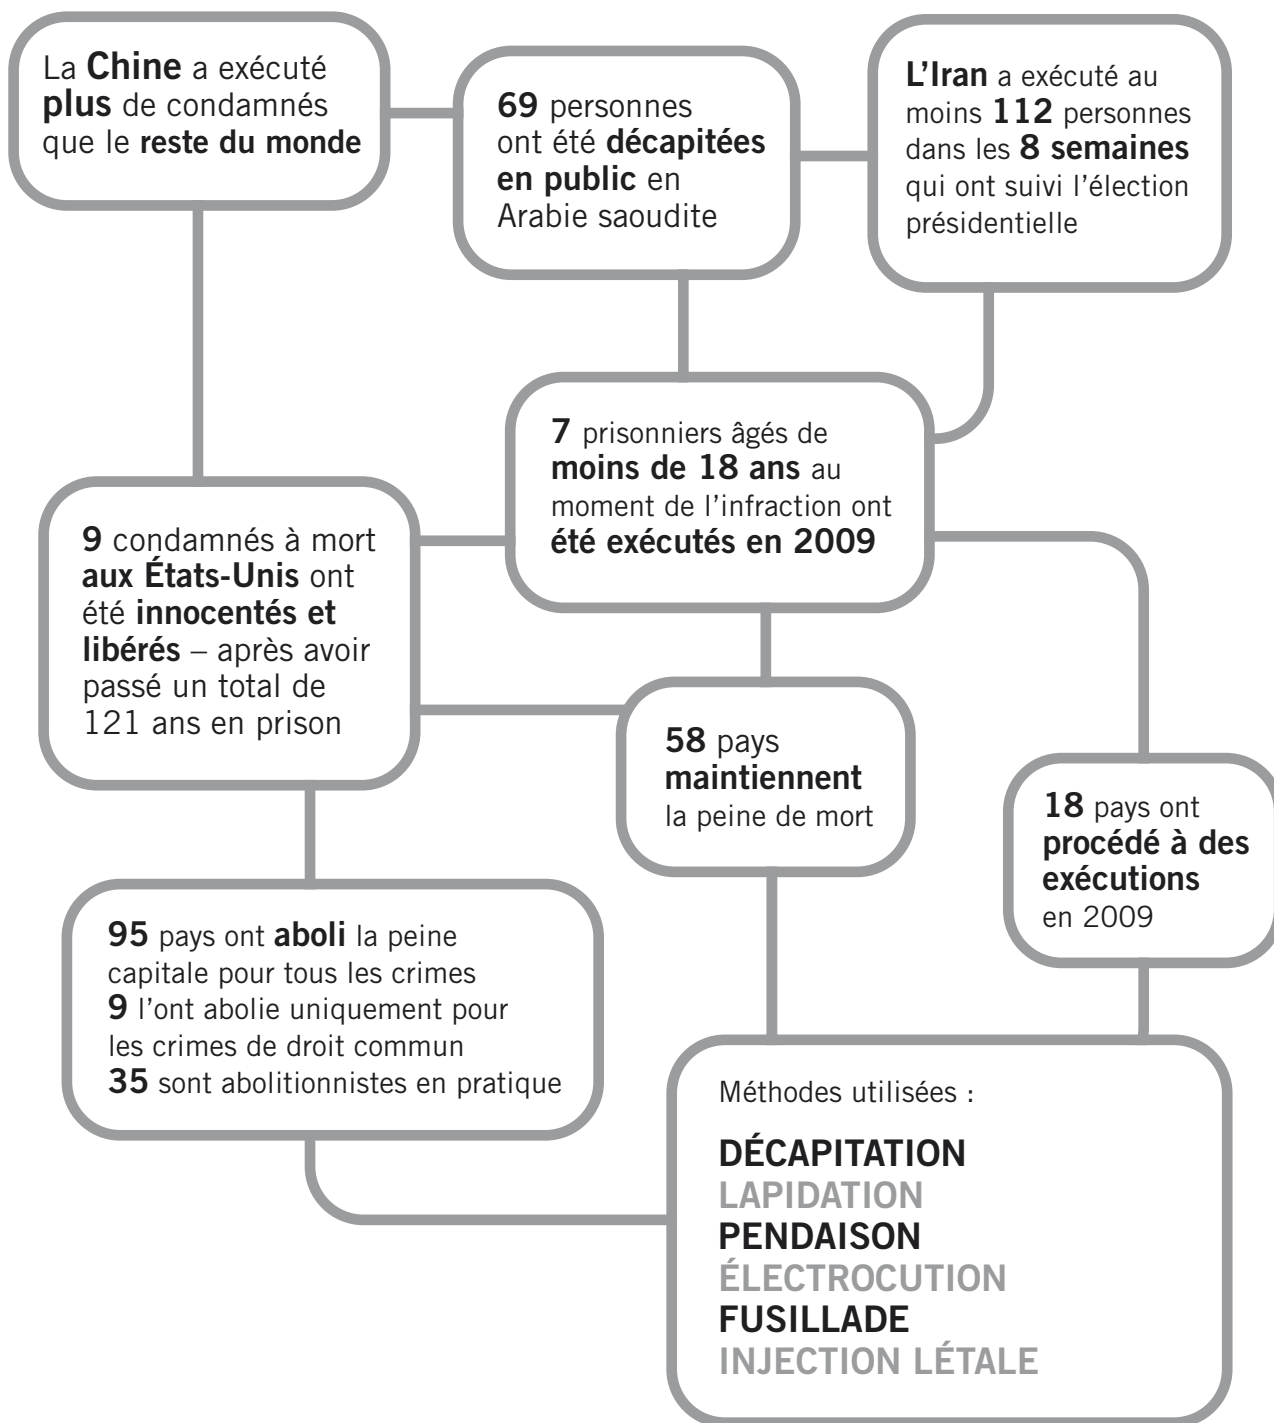 La Chine a exécuté
plus de condamnés
que le reste du monde
69 personnes
ont été décapitées
en public en
Arabie saoudite
L’Iran a exécuté au
moins 112 personnes
dans les 8 semaines
qui ont suivi l’élection
présidentielle
7 prisonniers âgés de
moins de 18 ans au
moment de l’infraction ont
été exécutés en 2009
9 condamnés à mort
aux États-Unis ont
été innocentés et
libérés – après avoir
passé un total de
121 ans en prison
58 pays
maintiennent
la peine de mort
18 pays ont
procédé à des
exécutions
en 2009
95 pays ont aboli la peine
capitale pour tous les crimes
9 l’ont abolie uniquement pour
les crimes de droit commun
35 sont abolitionnistes en pratique
Méthodes utilisées :
DÉCAPITATION
LAPIDATION
PENDAISON
ÉLECTROCUTION
FUSILLADE
INJECTION LÉTALE